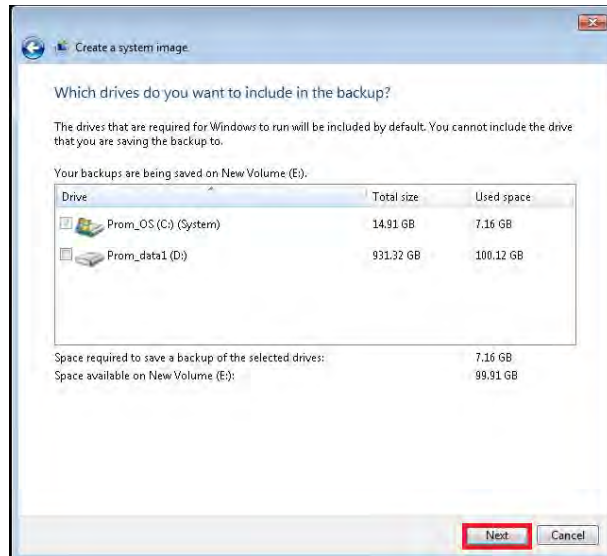 Create a system image
Which drives do you want to include in the backup?
The drives that are required for Windows to run will be included by default. You cannot include the drive
that you are saving the backup to.
Your backups are being saved on New Volume (E:).
Drive Total size Used space
Prom_OS (C:) (System) 14.91 GB 7.16 GB
Prom_data1 (D:) 931.32 GB 100.12 GB
Space required to save a backup of the selected drives: 7.16 GB
Space available on New Volume (E:): 99.91 GB
Next Cancel